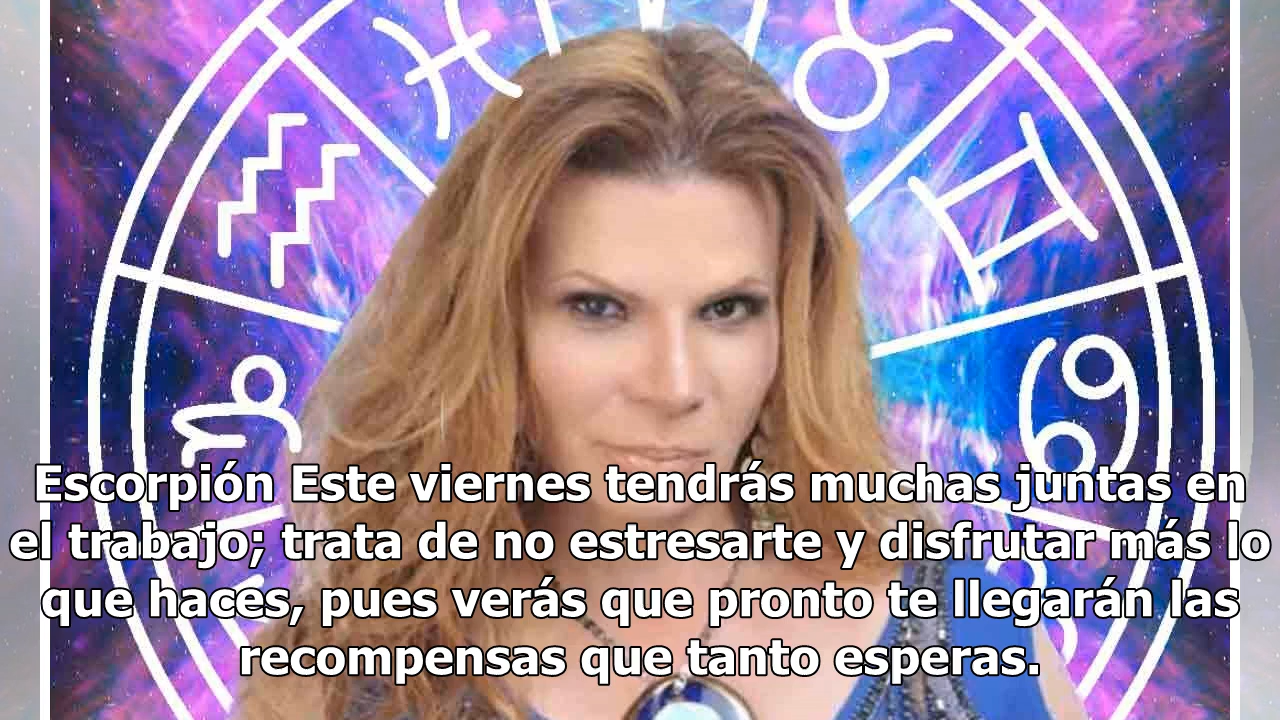 Escorpión Este viernes tendrás muchas juntas en
el trabajo; trata de no estresarte y disfrutar más lo
que haces, pues verás que pronto te llegarán las
recompensas que tanto esperas.